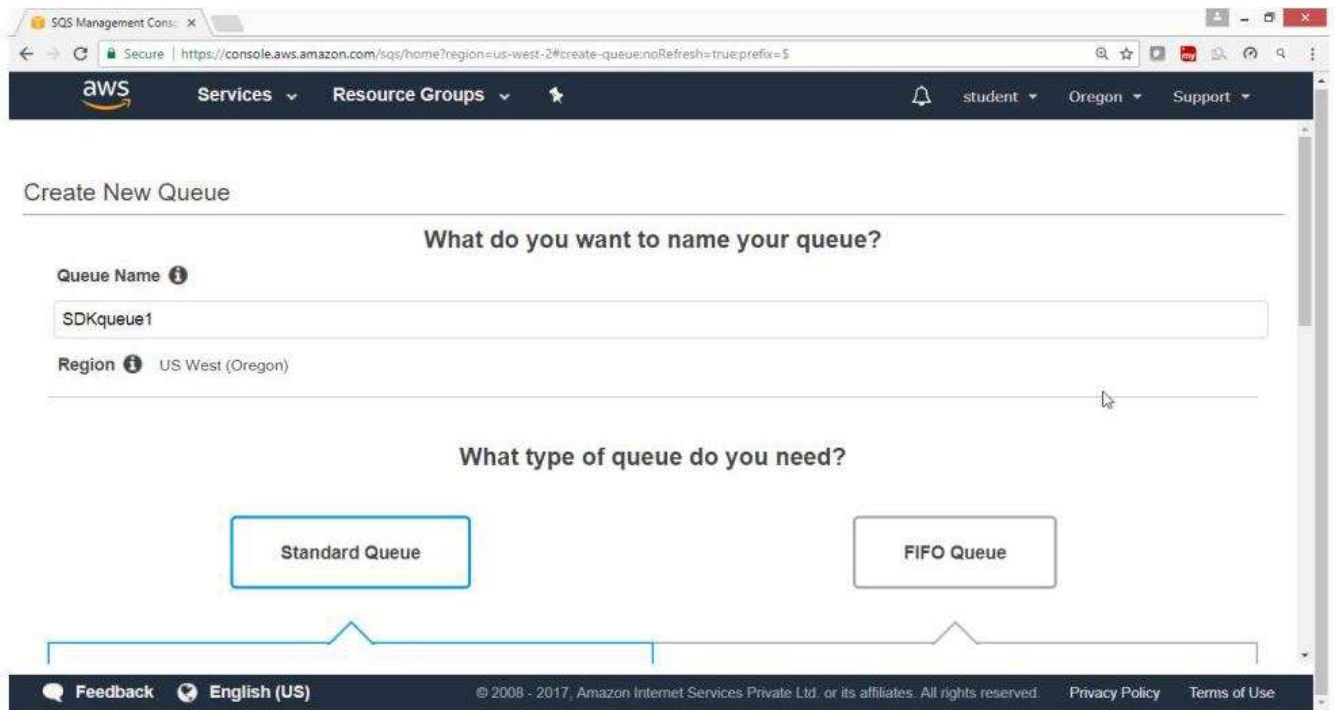 SQS Management Cons
Secure | https://console.aws.amazon.com/sqs/home?region=us-west-2#create-queue:noRefresh=true;prefix=$
aws Services Resource Groups student Oregon Support
Create New Queue
What do you want to name your queue?
Queue Name
SDKqueue1
Region US West (Oregon)
What type of queue do you need?
Standard Queue FIFO Queue
Feedback English (US) © 2008 - 2017, Amazon Internet Services Private Ltd. or its affiliates. All rights reserved. Privacy Policy Terms of Use